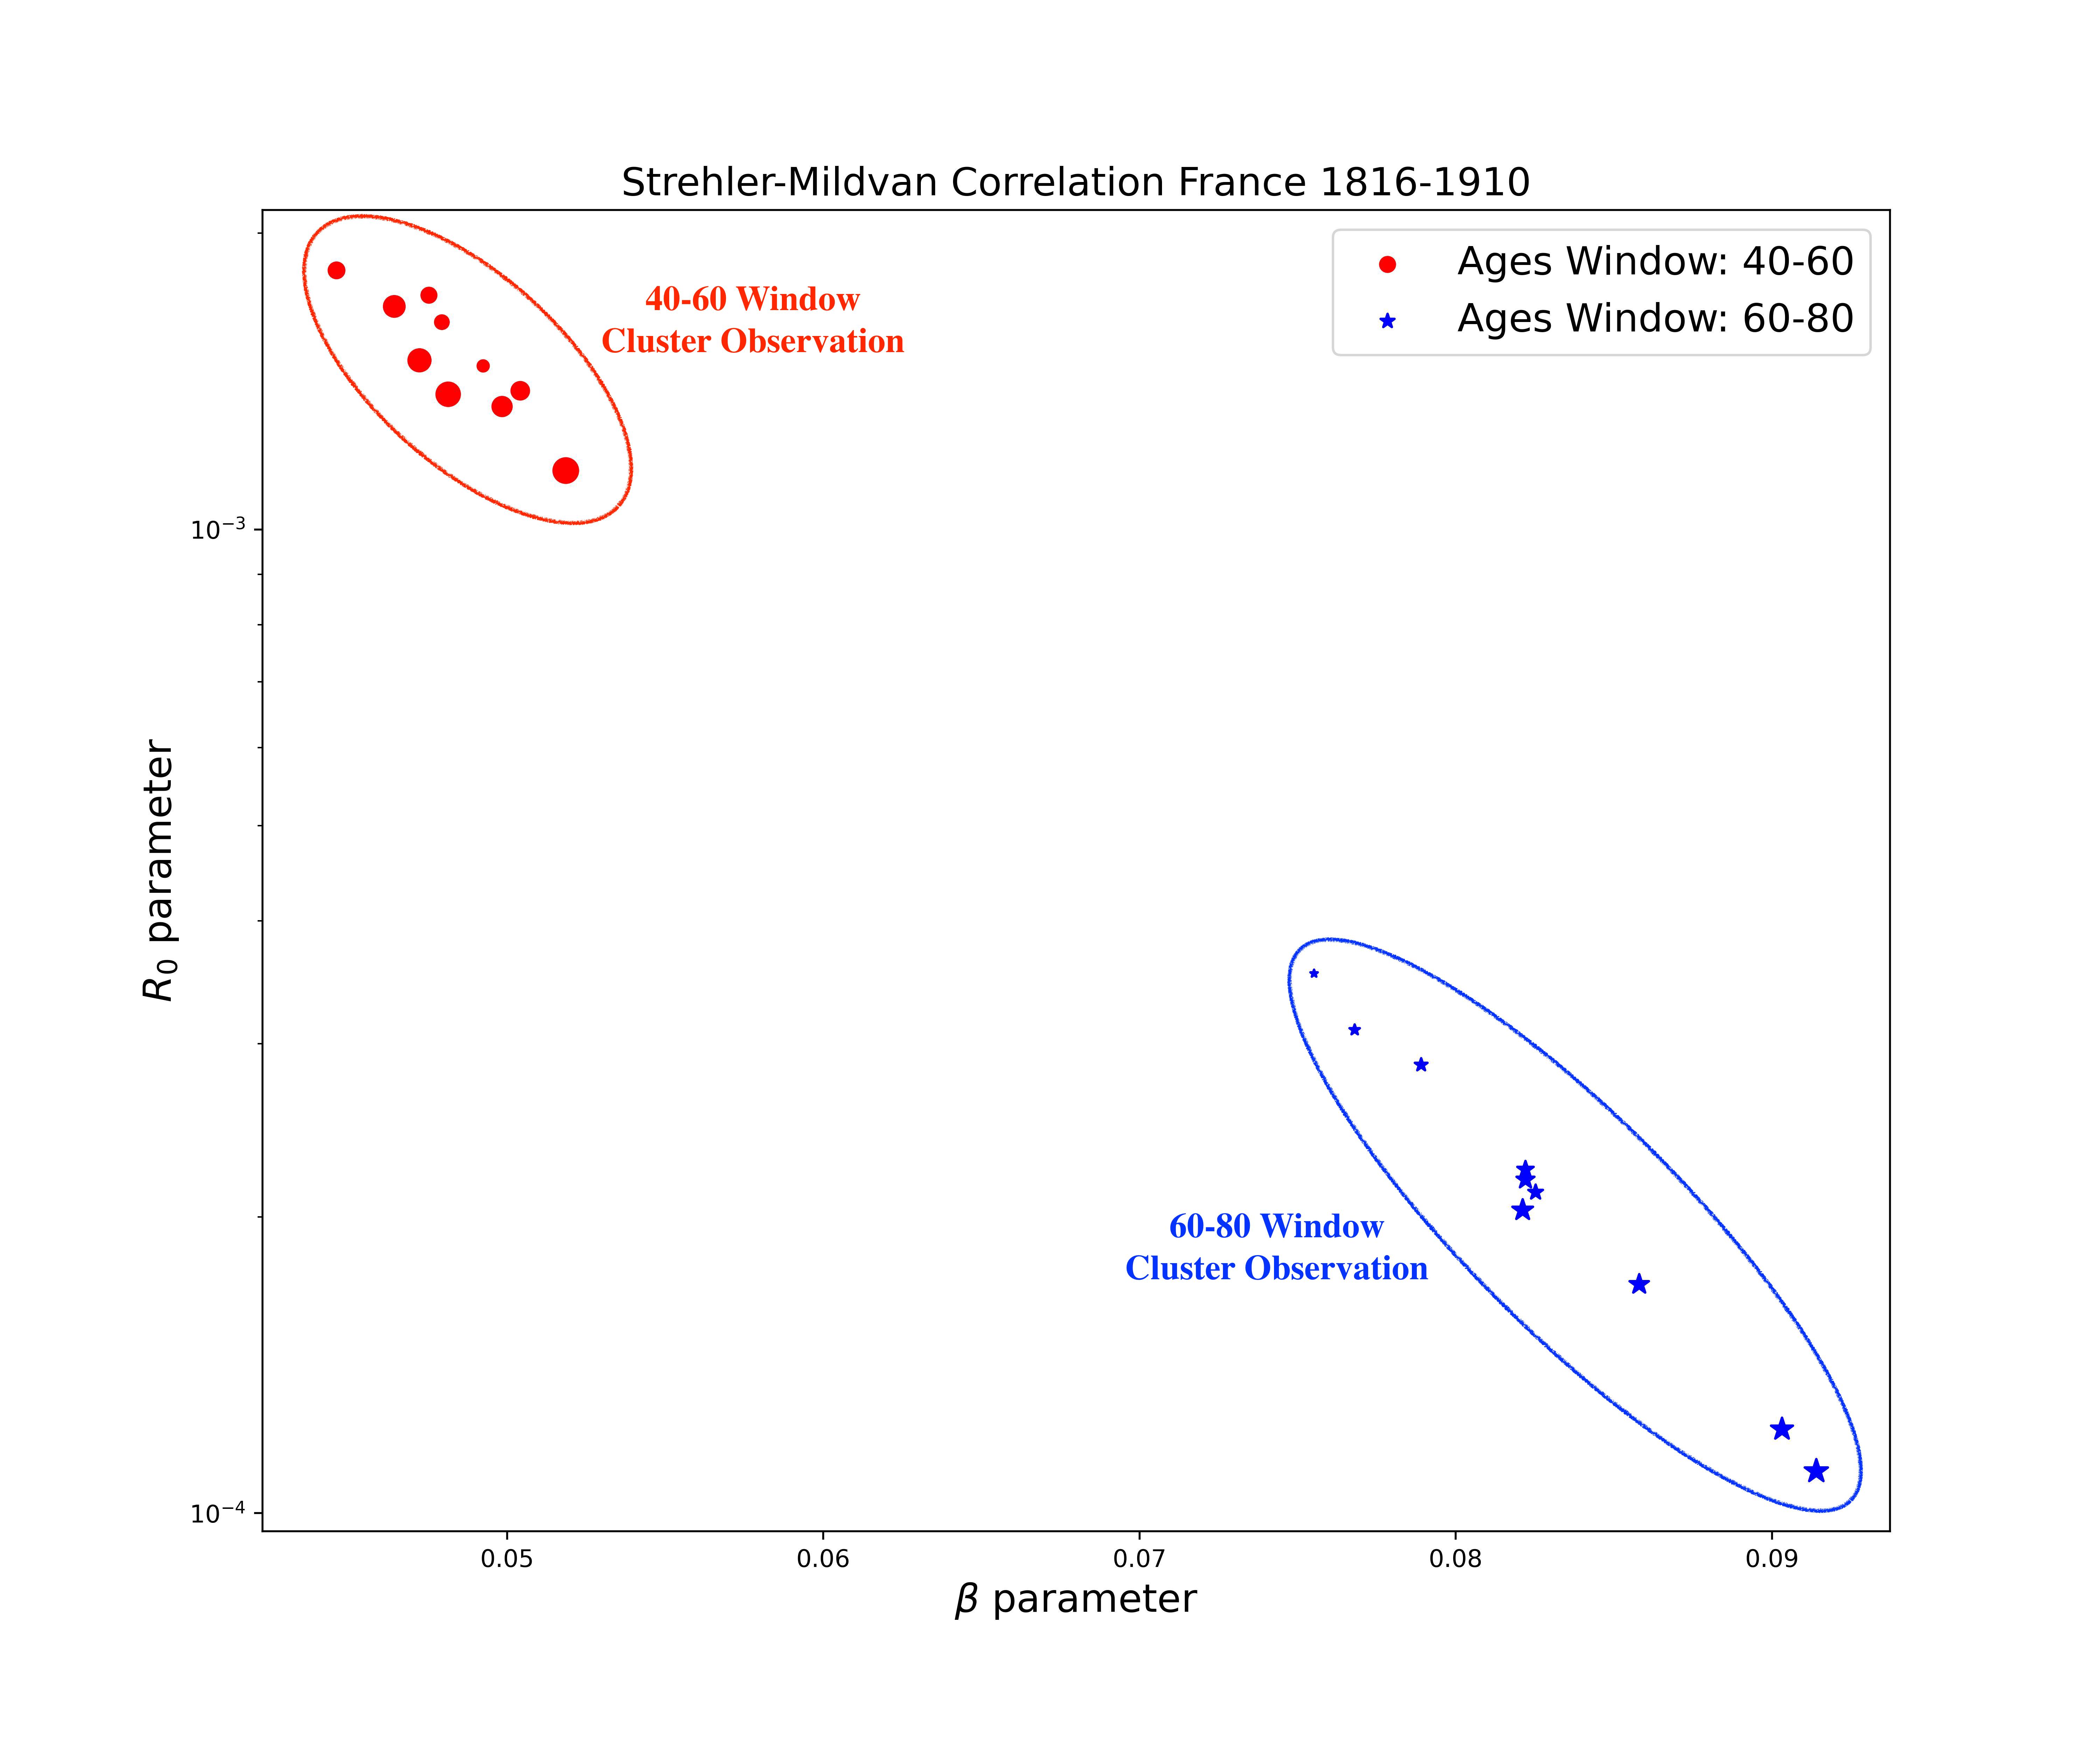 Strehler-Mildvan Correlation France 1816-1910
Ages Window: 40-60
Ages Window: 60-80
40-60 Window
Cluster Observation
10⁻³
R₀ parameter
60-80 Window
Cluster Observation
10⁻⁴
0.05 0.06 0.07 0.08 0.09
β parameter